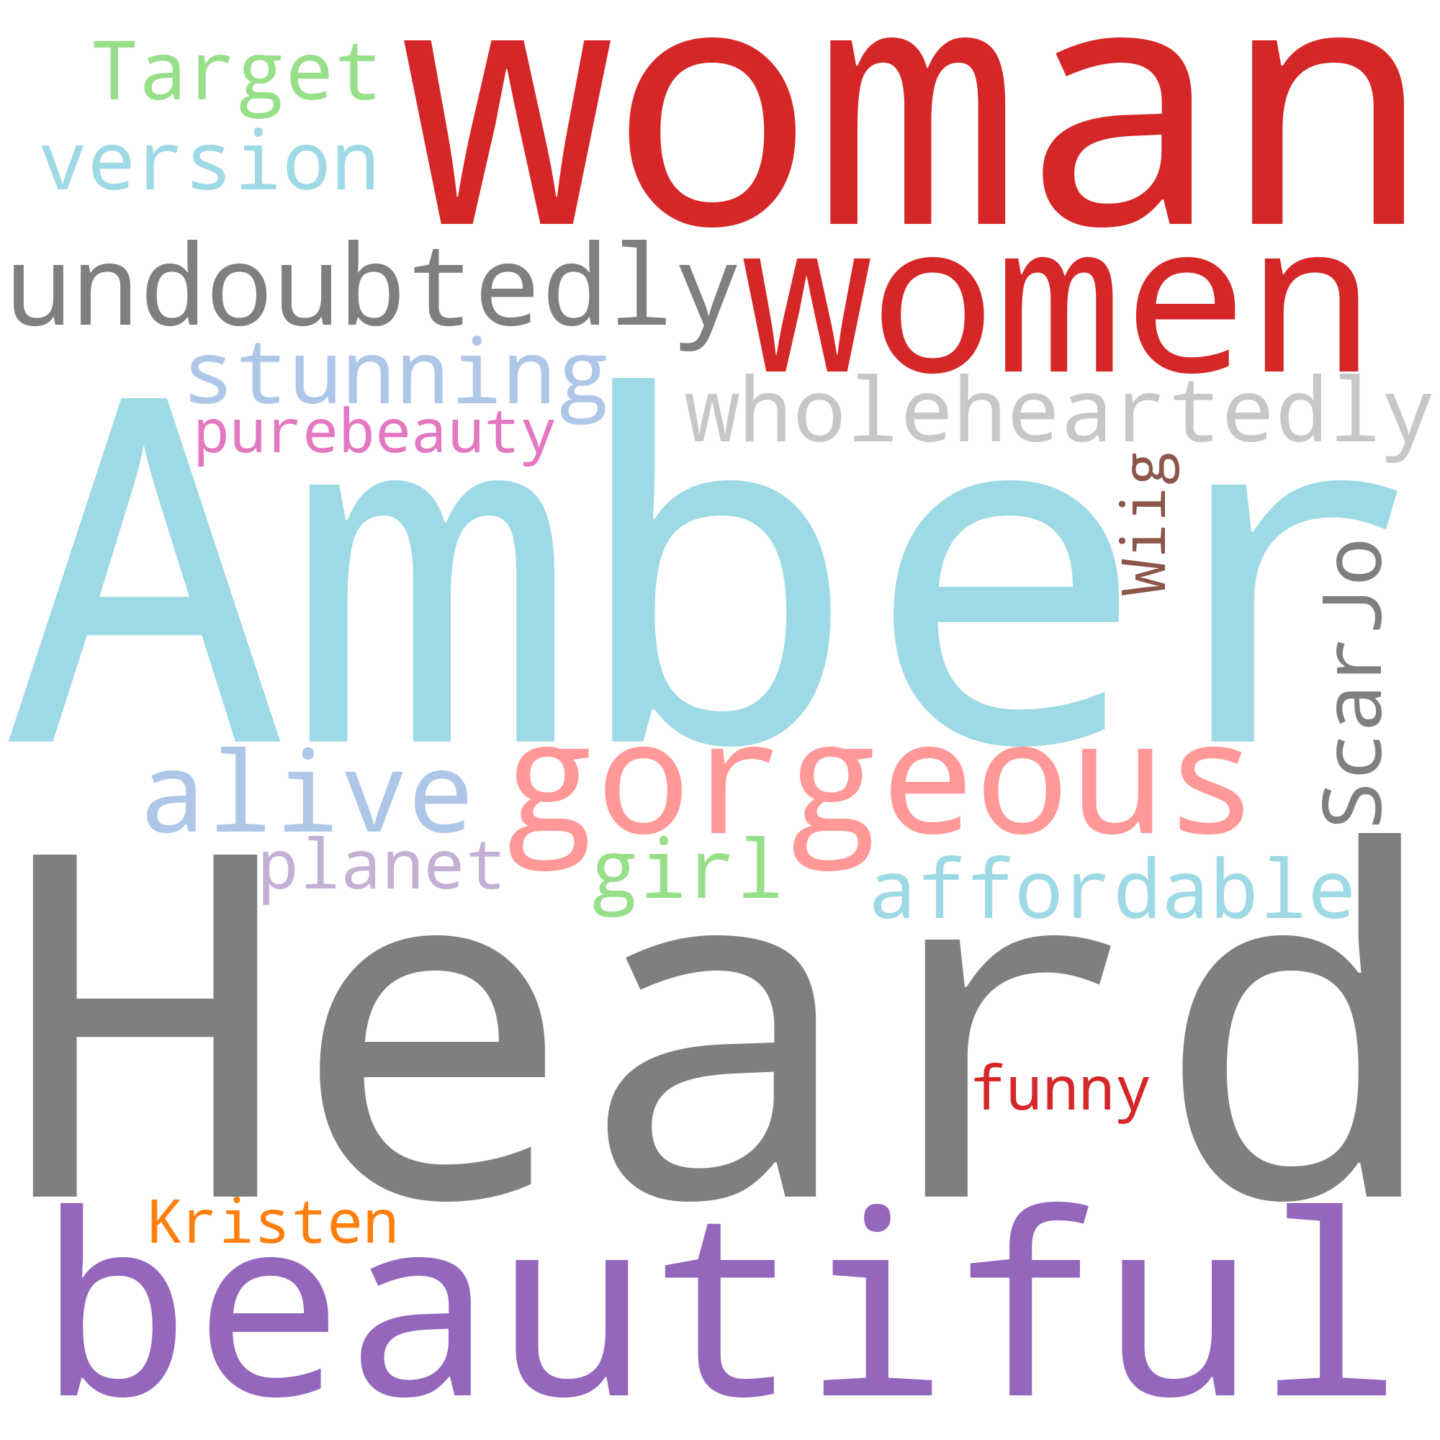 Target
woman
version
undoubtedly
women
stunning
wholeheartedly
purebeauty
Amber
Wiig
ScarJo
alive
gorgeous
planet
girl
affordable
Heard
funny
Kristen
beautiful